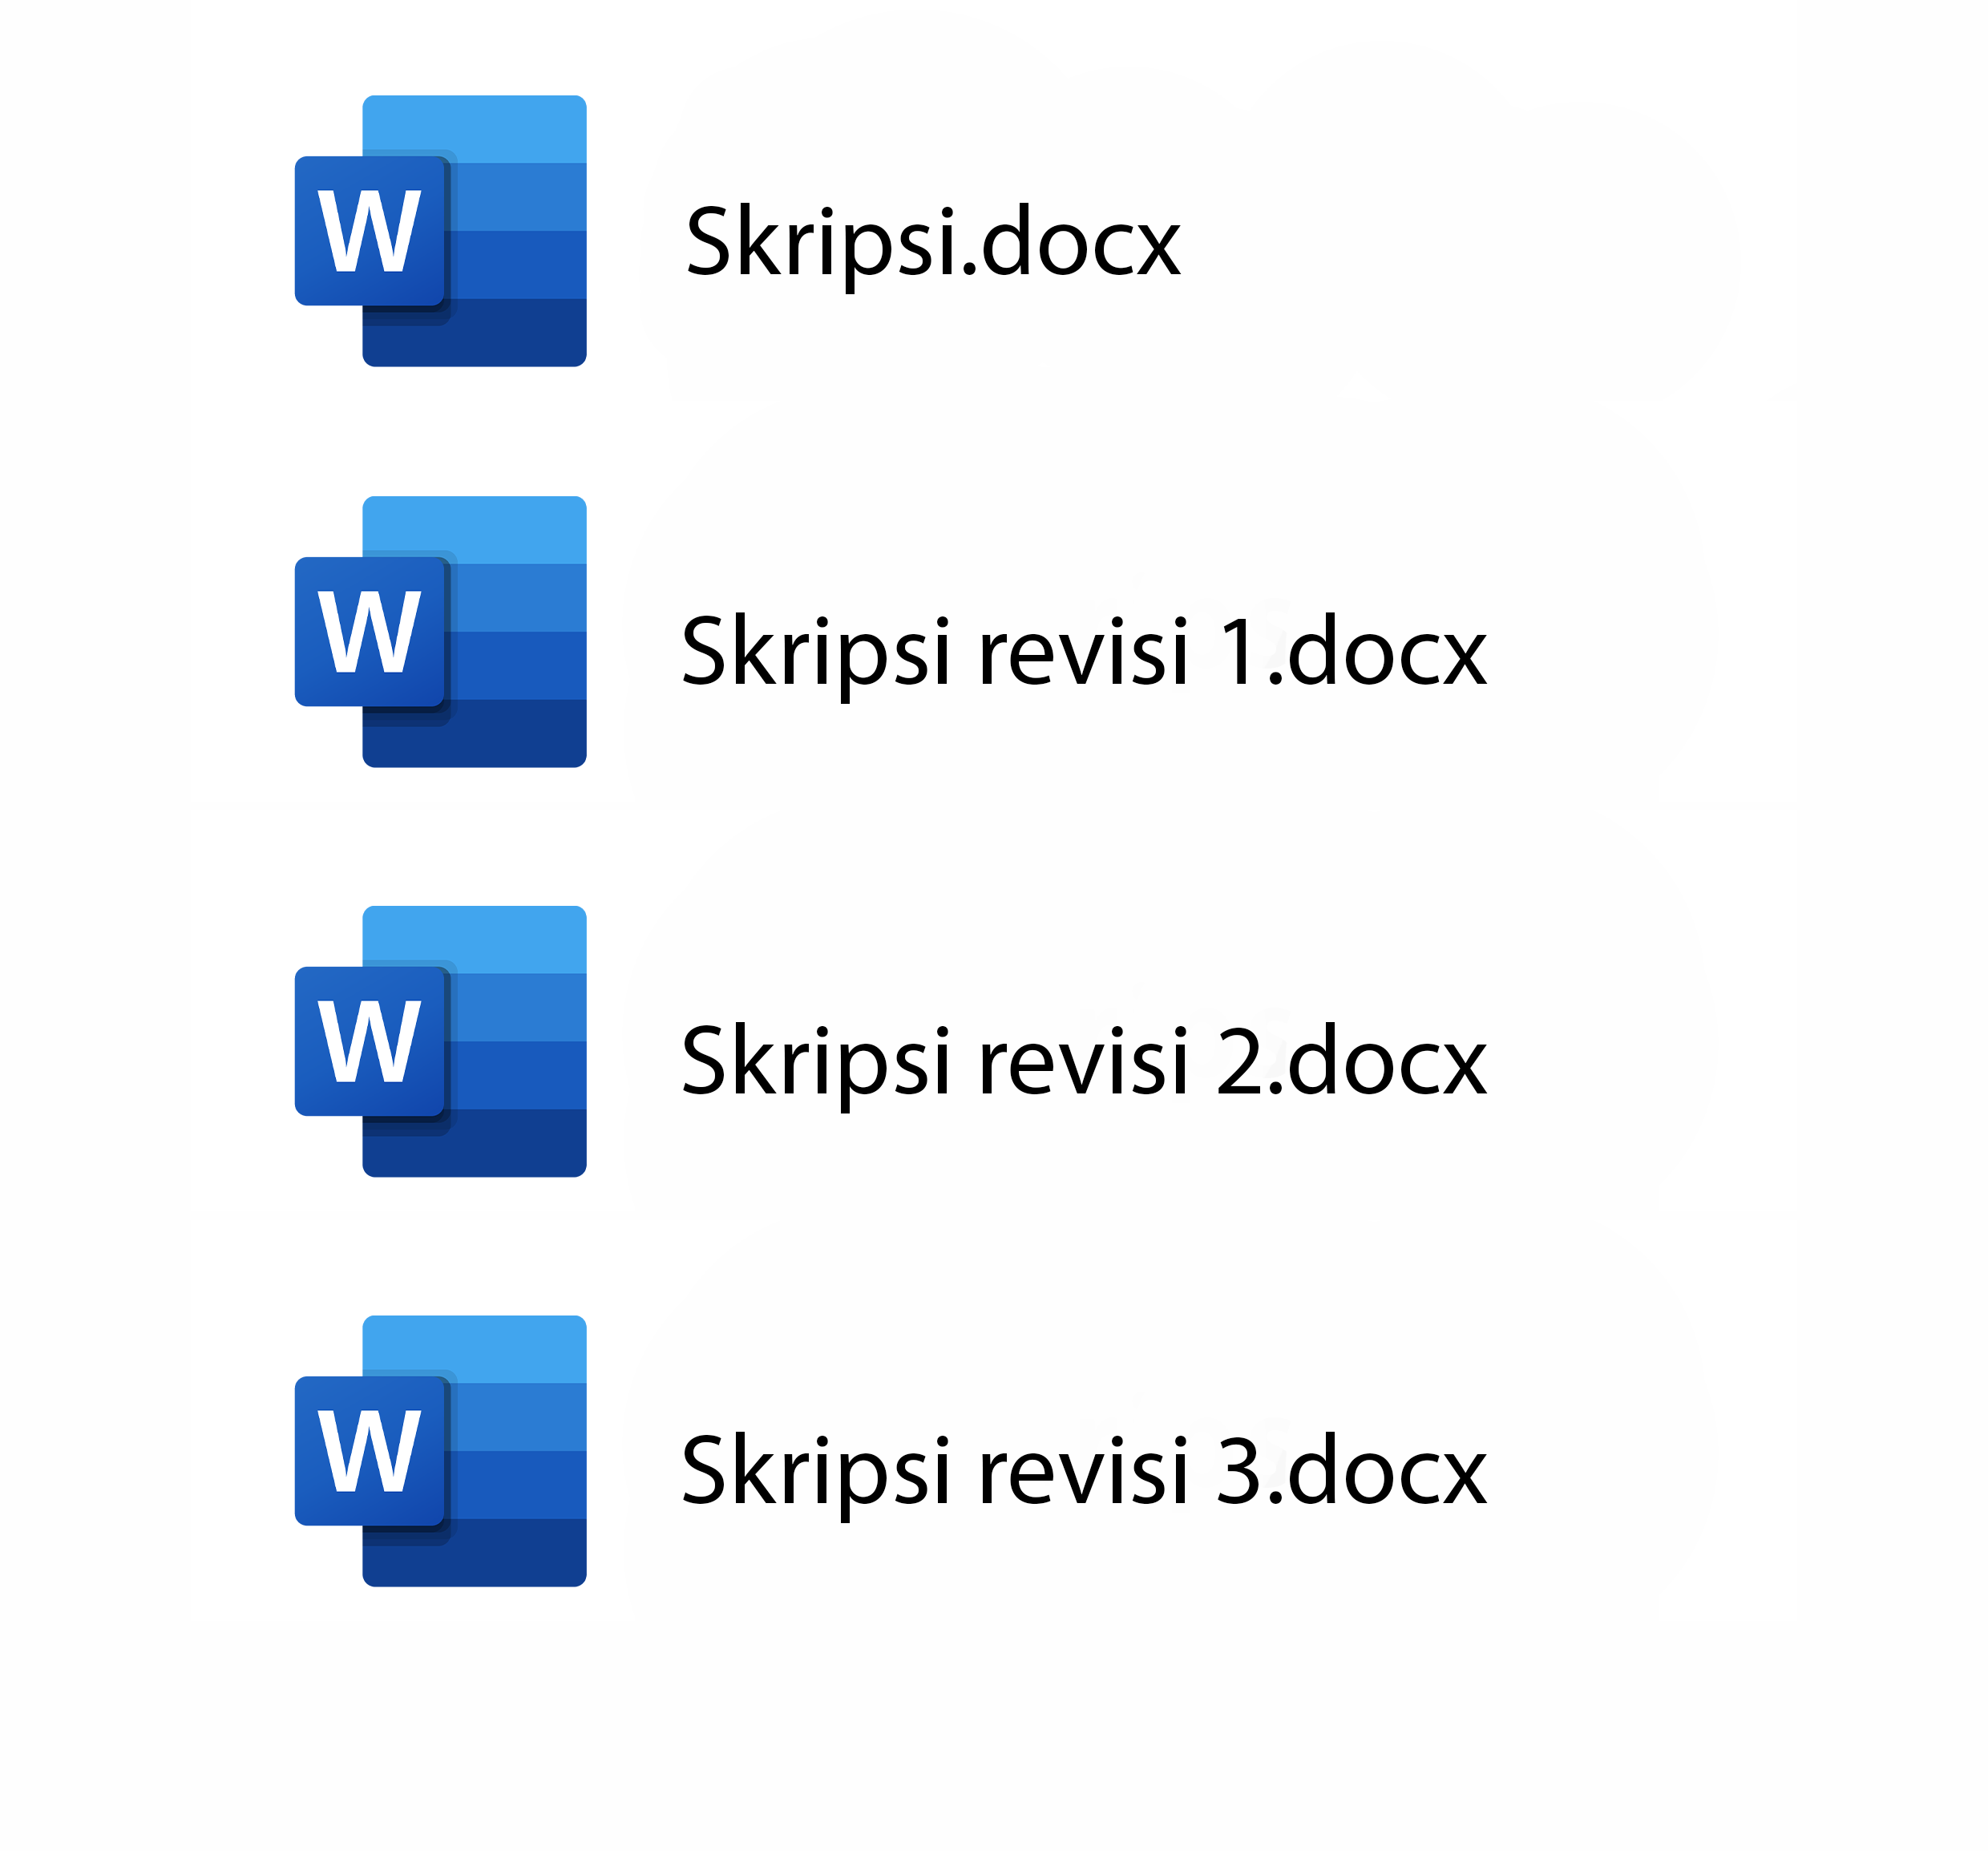 W
Skripsi.docx
W
Skripsi revisi 1.docx
W
Skripsi revisi 2.docx
W
Skripsi revisi 3.docx